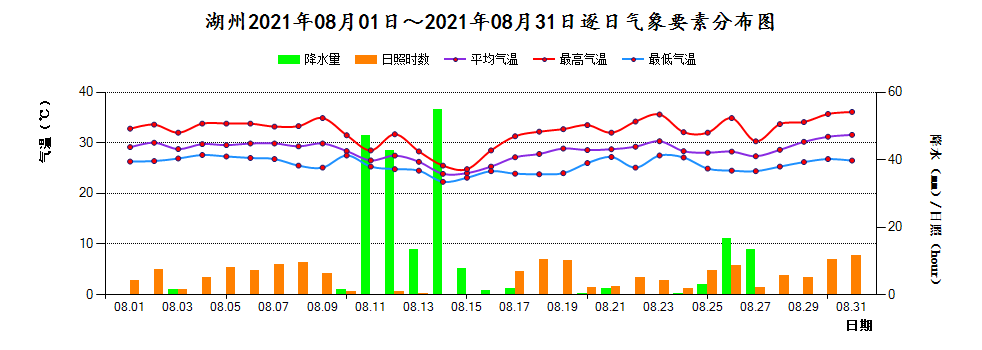 湖州2021年08月01日～2021年08月31日逐日气象要素分布图
降水量 日照时数 平均气温 最高气温 最低气温
气温（℃）
40
30
20
10
0
60
40
20
0
降水（mm）/日照（hour）
08.01 08.03 08.05 08.07 08.09 08.11 08.13 08.15 08.17 08.19 08.21 08.23 08.25 08.27 08.29 08.31
日期